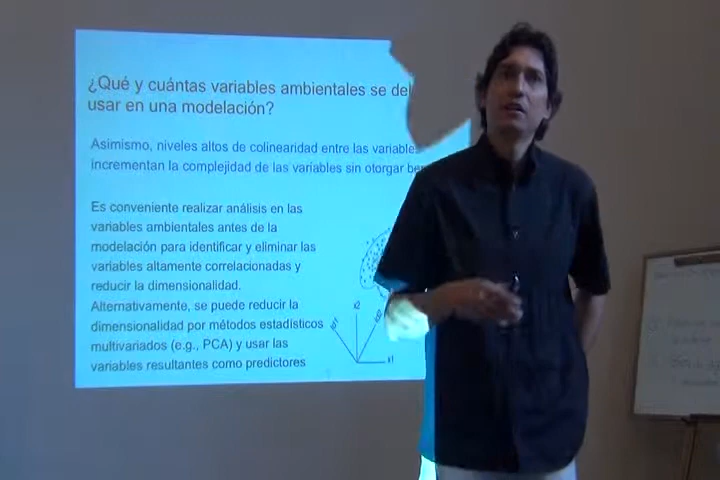 ¿Qué y cuántas variables ambientales se de
usar en una modelación?
Asimismo, niveles altos de colinearidad entre las variables
incrementan la complejidad de las variables sin otorgar be
Es conveniente realizar análisis en las
variables ambientales antes de la
modelación para identificar y eliminar las
variables altamente correlacionadas y
reducir la dimensionalidad.
Alternativamente, se puede reducir la
dimensionalidad por métodos estadísticos
multivariados (e.g., PCA) y usar las
variables resultantes como predictores